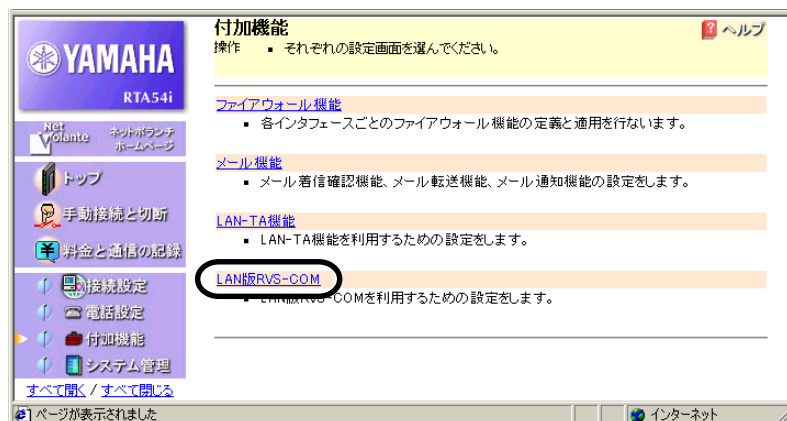 YAMAHA
RTA54i
Net Volante ネットボランチ
ホームページ
トップ
手動接続と切断
料金と通信の記録
接続設定
電話設定
付加機能
システム管理
すべて開く / すべて閉じる
付加機能
ヘルプ
操作 ▪ それぞれの設定画面を選んでください。
ファイアウォール機能
▪ 各インタフェースごとのファイアウォール機能の定義と適用を行ないます。
メール機能
▪ メール着信確認機能、メール転送機能、メール通知機能の設定をします。
LAN-TA機能
▪ LAN-TA機能を利用するための設定をします。
LAN版RVS-COM
▪ LAN版RVS-COMを利用するための設定をします。
ページが表示されました
インターネット